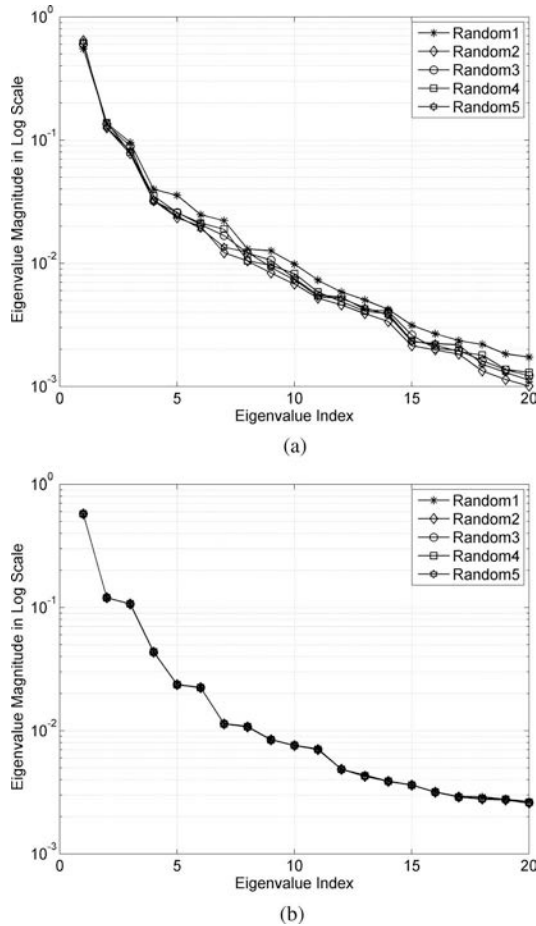 10^0
10^-1
10^-2
10^-3
Eigenvalue Magnitude in Log Scale
Random1
Random2
Random3
Random4
Random5
0 5 10 15 20
Eigenvalue Index
(a)
10^0
10^-1
10^-2
10^-3
Eigenvalue Magnitude in Log Scale
Random1
Random2
Random3
Random4
Random5
0 5 10 15 20
Eigenvalue Index
(b)